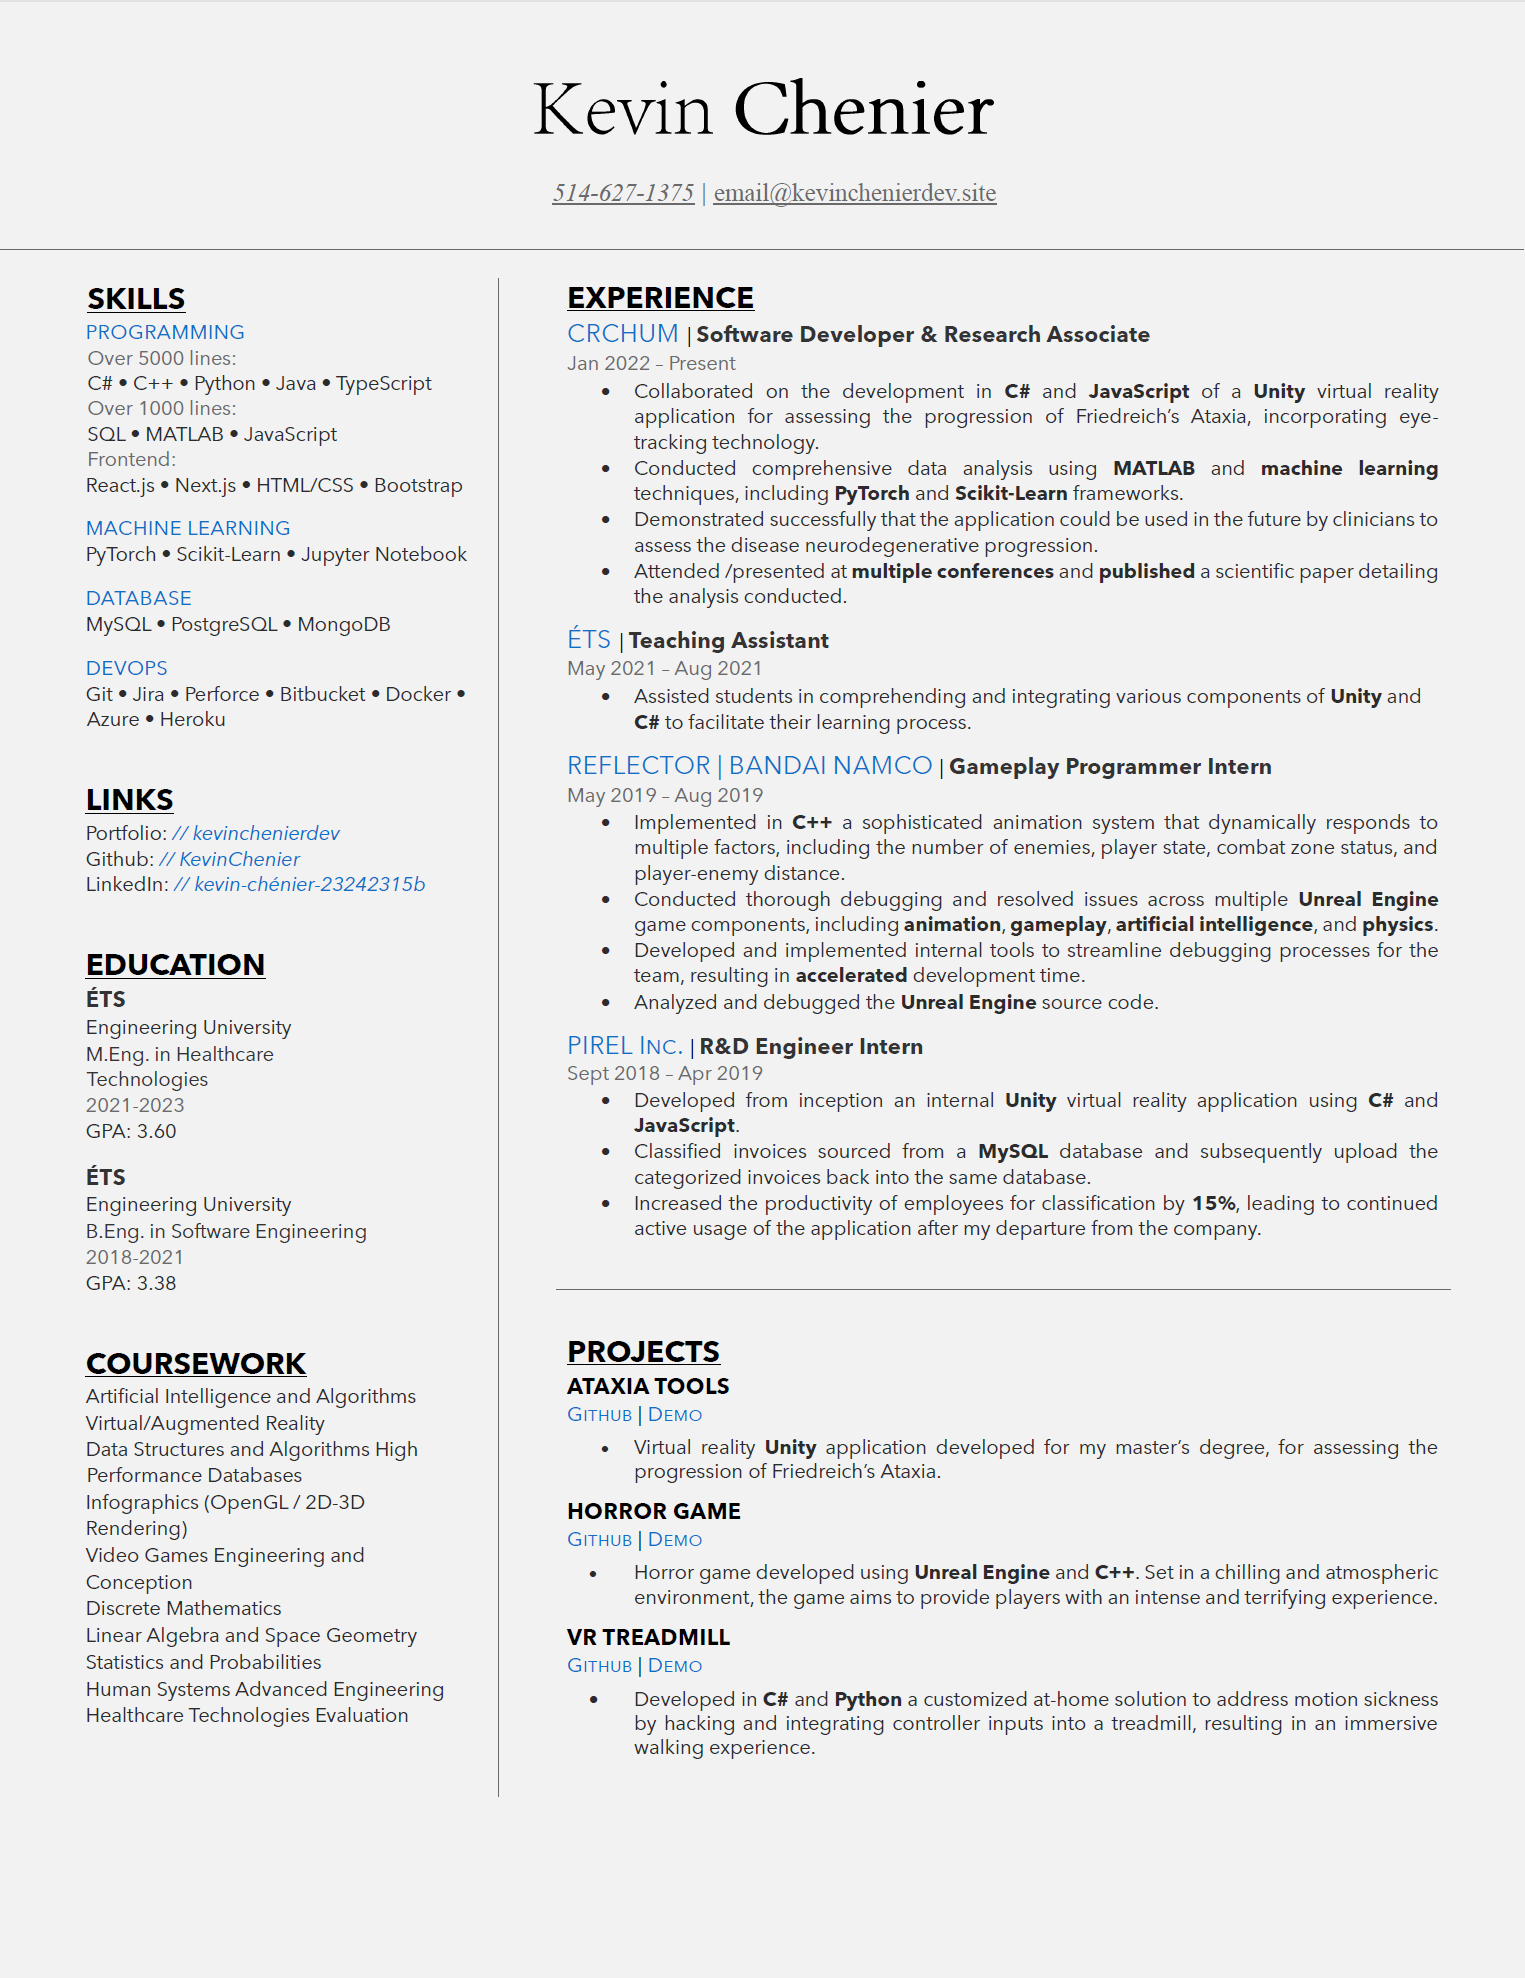 Kevin Chenier
514-627-1375 | email@kevinchenierdev.site
SKILLS
PROGRAMMING
Over 5000 lines:
C# • C++ • Python • Java • TypeScript
Over 1000 lines:
SQL • MATLAB • JavaScript
Frontend:
React.js • Next.js • HTML/CSS • Bootstrap
MACHINE LEARNING
PyTorch • Scikit-Learn • Jupyter Notebook
DATABASE
MySQL • PostgreSQL • MongoDB
DEVOPS
Git • Jira • Perforce • Bitbucket • Docker •
Azure • Heroku
LINKS
Portfolio: // kevinchenierdev
Github: // KevinChenier
LinkedIn: // kevin-chénier-23242315b
EDUCATION
ÉTS
Engineering University
M.Eng. in Healthcare
Technologies
2021-2023
GPA: 3.60
ÉTS
Engineering University
B.Eng. in Software Engineering
2018-2021
GPA: 3.38
COURSEWORK
Artificial Intelligence and Algorithms
Virtual/Augmented Reality
Data Structures and Algorithms High
Performance Databases
Infographics (OpenGL / 2D-3D
Rendering)
Video Games Engineering and
Conception
Discrete Mathematics
Linear Algebra and Space Geometry
Statistics and Probabilities
Human Systems Advanced Engineering
Healthcare Technologies Evaluation
EXPERIENCE
CRCHUM | Software Developer & Research Associate
Jan 2022 – Present
• Collaborated on the development in C# and JavaScript of a Unity virtual reality
application for assessing the progression of Friedreich's Ataxia, incorporating eye-
tracking technology.
• Conducted comprehensive data analysis using MATLAB and machine learning
techniques, including PyTorch and Scikit-Learn frameworks.
• Demonstrated successfully that the application could be used in the future by clinicians to
assess the disease neurodegenerative progression.
• Attended /presented at multiple conferences and published a scientific paper detailing
the analysis conducted.
ÉTS | Teaching Assistant
May 2021 – Aug 2021
• Assisted students in comprehending and integrating various components of Unity and
C# to facilitate their learning process.
REFLECTOR | BANDAI NAMCO | Gameplay Programmer Intern
May 2019 – Aug 2019
• Implemented in C++ a sophisticated animation system that dynamically responds to
multiple factors, including the number of enemies, player state, combat zone status, and
player-enemy distance.
• Conducted thorough debugging and resolved issues across multiple Unreal Engine
game components, including animation, gameplay, artificial intelligence, and physics.
• Developed and implemented internal tools to streamline debugging processes for the
team, resulting in accelerated development time.
• Analyzed and debugged the Unreal Engine source code.
PIREL INC. | R&D Engineer Intern
Sept 2018 – Apr 2019
• Developed from inception an internal Unity virtual reality application using C# and
JavaScript.
• Classified invoices sourced from a MySQL database and subsequently upload the
categorized invoices back into the same database.
• Increased the productivity of employees for classification by 15%, leading to continued
active usage of the application after my departure from the company.
PROJECTS
ATAXIA TOOLS
GITHUB | DEMO
• Virtual reality Unity application developed for my master's degree, for assessing the
progression of Friedreich's Ataxia.
HORROR GAME
GITHUB | DEMO
• Horror game developed using Unreal Engine and C++. Set in a chilling and atmospheric
environment, the game aims to provide players with an intense and terrifying experience.
VR TREADMILL
GITHUB | DEMO
• Developed in C# and Python a customized at-home solution to address motion sickness
by hacking and integrating controller inputs into a treadmill, resulting in an immersive
walking experience.